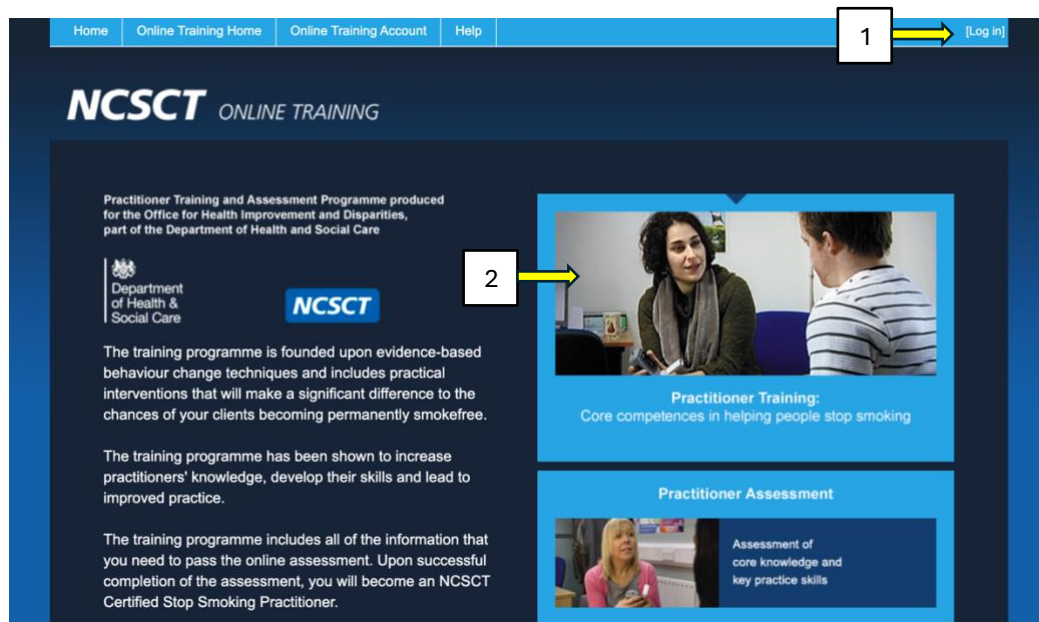 Home
Online Training Home
Online Training Account
Help
1
[Log in]
NCSCT ONLINE TRAINING
Practitioner Training and Assessment Programme produced
for the Office for Health Improvement and Disparities,
part of the Department of Health and Social Care
Department
of Health &
Social Care
NCSCT
The training programme is founded upon evidence-based
behaviour change techniques and includes practical
interventions that will make a significant difference to the
chances of your clients becoming permanently smokefree.
The training programme has been shown to increase
practitioners' knowledge, develop their skills and lead to
improved practice.
The training programme includes all of the information that
you need to pass the online assessment. Upon successful
completion of the assessment, you will become an NCSCT
Certified Stop Smoking Practitioner.
2
Practitioner Training:
Core competences in helping people stop smoking
Practitioner Assessment
Assessment of
core knowledge and
key practice skills